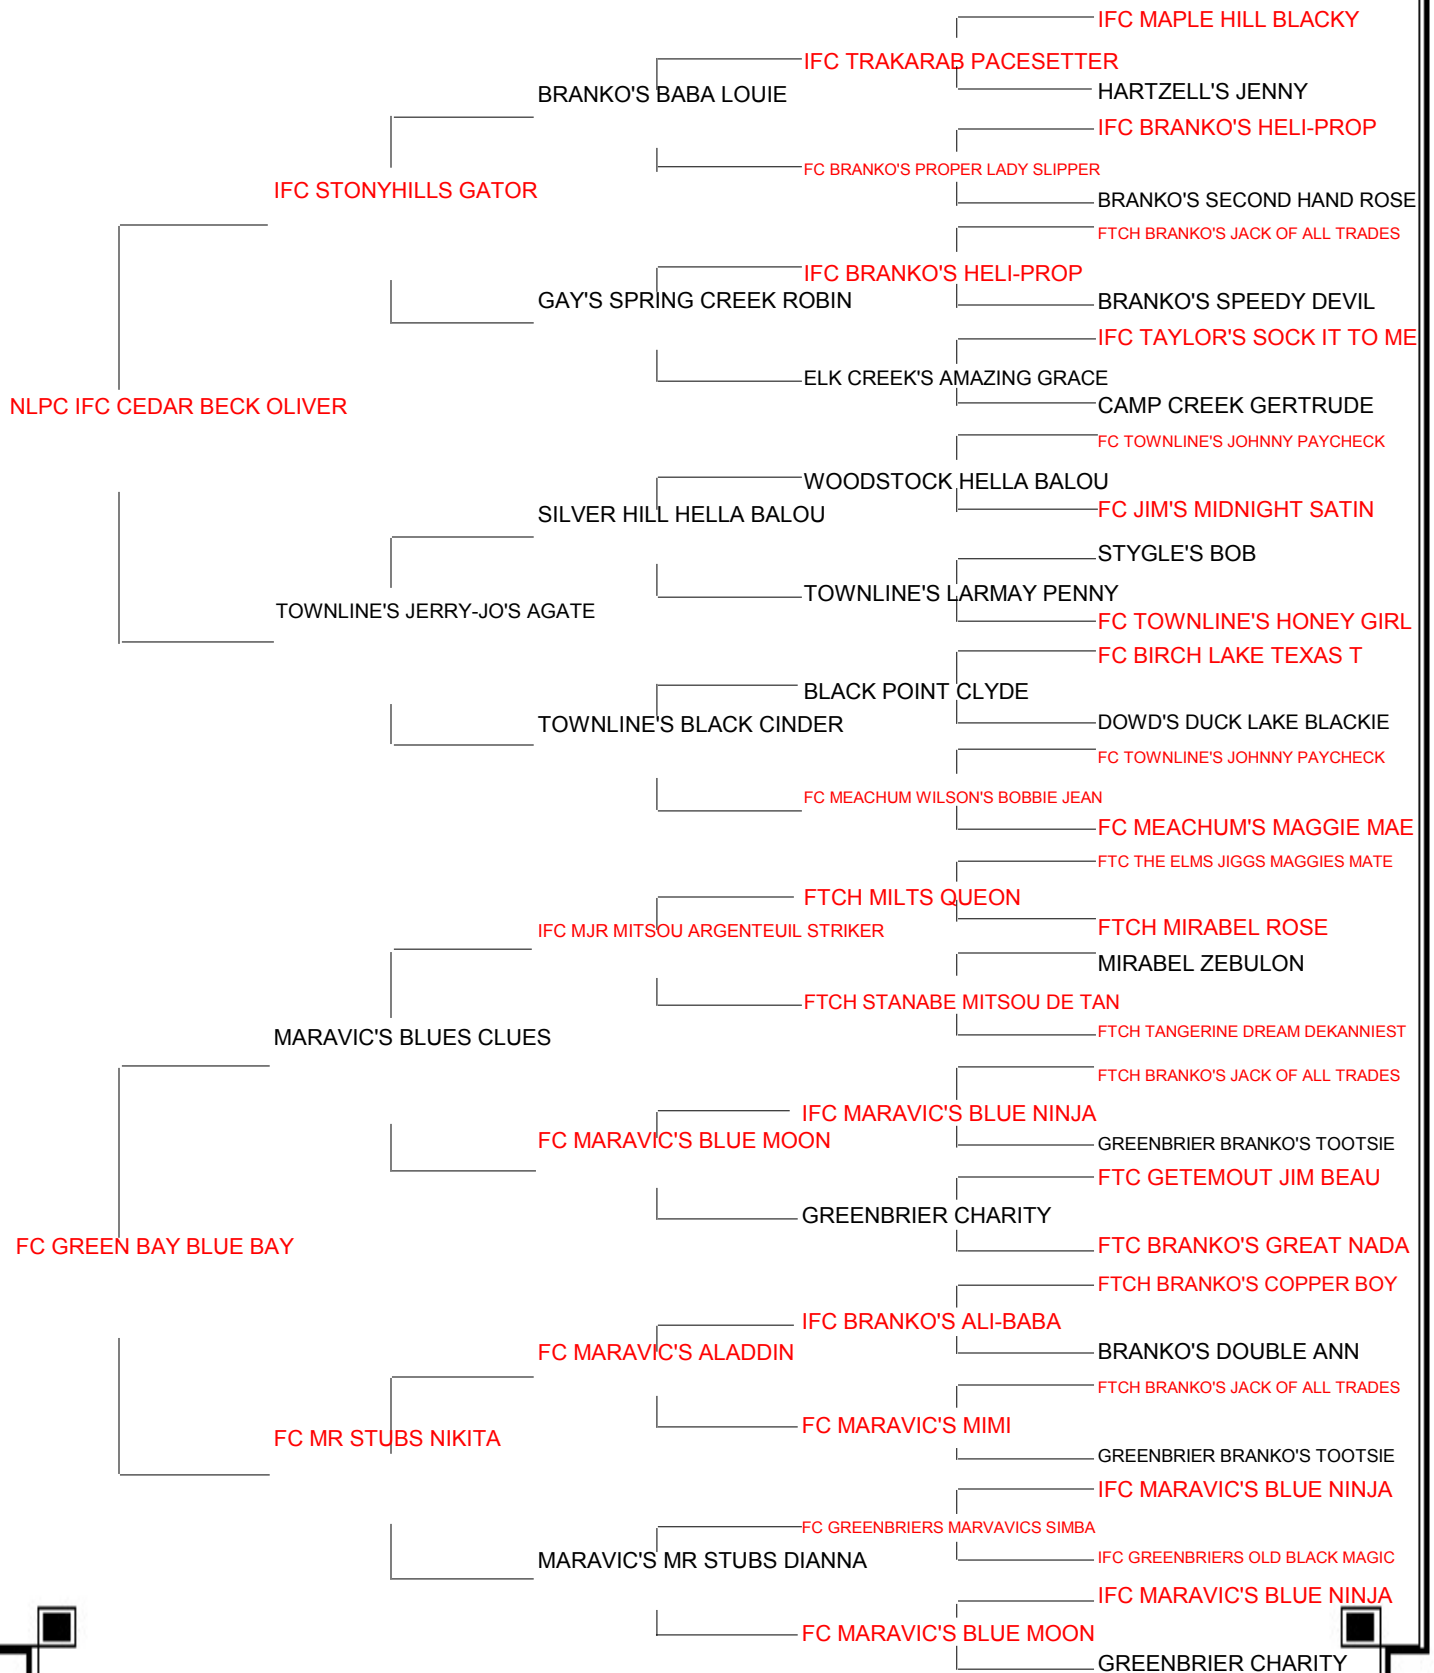 IFC MAPLE HILL BLACKY
IFC TRAKARAB PACESETTER
HARTZELL'S JENNY
BRANKO'S BABA LOUIE
IFC BRANKO'S HELI-PROP
FC BRANKO'S PROPER LADY SLIPPER
IFC STONYHILLS GATOR
BRANKO'S SECOND HAND ROSE
FTCH BRANKO'S JACK OF ALL TRADES
IFC BRANKO'S HELI-PROP
GAY'S SPRING CREEK ROBIN
BRANKO'S SPEEDY DEVIL
IFC TAYLOR'S SOCK IT TO ME
ELK CREEK'S AMAZING GRACE
NLPC IFC CEDAR BECK OLIVER
CAMP CREEK GERTRUDE
FC TOWNLINE'S JOHNNY PAYCHECK
WOODSTOCK HELLA BALOU
FC JIM'S MIDNIGHT SATIN
SILVER HILL HELLA BALOU
STYGLE'S BOB
TOWNLINE'S LARMAY PENNY
TOWNLINE'S JERRY-JO'S AGATE
FC TOWNLINE'S HONEY GIRL
FC BIRCH LAKE TEXAS T
BLACK POINT CLYDE
DOWD'S DUCK LAKE BLACKIE
TOWNLINE'S BLACK CINDER
FC TOWNLINE'S JOHNNY PAYCHECK
FC MEACHUM WILSON'S BOBBIE JEAN
FC MEACHUM'S MAGGIE MAE
FTC THE ELMS JIGGS MAGGIES MATE
FTCH MILTS QUEON
FTCH MIRABEL ROSE
IFC MJR MITSOU ARGENTEUIL STRIKER
MIRABEL ZEBULON
FTCH STANABE MITSOU DE TAN
FTCH TANGERINE DREAM DEKANNIEST
MARAVIC'S BLUES CLUES
FTCH BRANKO'S JACK OF ALL TRADES
IFC MARAVIC'S BLUE NINJA
FC MARAVIC'S BLUE MOON
GREENBRIER BRANKO'S TOOTSIE
FTC GETEMOUT JIM BEAU
GREENBRIER CHARITY
FC GREEN BAY BLUE BAY
FTC BRANKO'S GREAT NADA
FTCH BRANKO'S COPPER BOY
IFC BRANKO'S ALI-BABA
FC MARAVIC'S ALADDIN
BRANKO'S DOUBLE ANN
FTCH BRANKO'S JACK OF ALL TRADES
FC MARAVIC'S MIMI
FC MR STUBS NIKITA
GREENBRIER BRANKO'S TOOTSIE
IFC MARAVIC'S BLUE NINJA
FC GREENBRIERS MARVAVICS SIMBA
IFC GREENBRIERS OLD BLACK MAGIC
MARAVIC'S MR STUBS DIANNA
IFC MARAVIC'S BLUE NINJA
FC MARAVIC'S BLUE MOON
GREENBRIER CHARITY